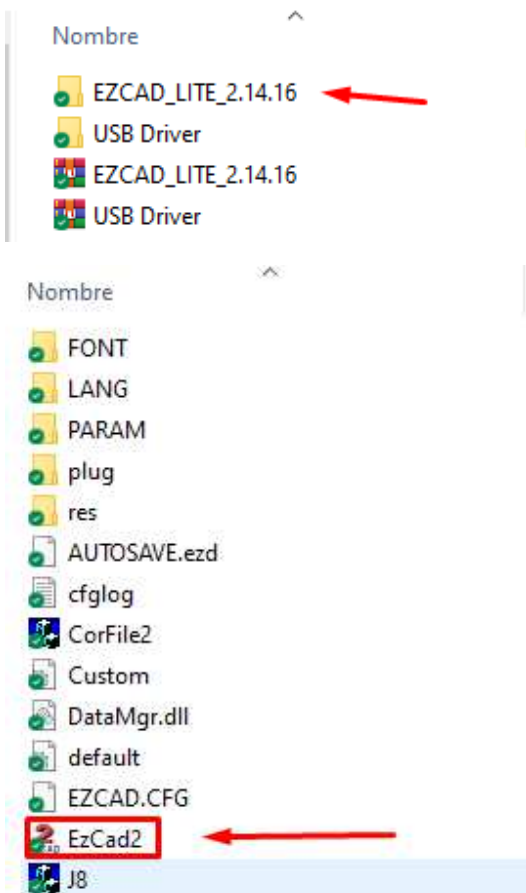 Nombre
EZCAD_LITE_2.14.16
USB Driver
EZCAD_LITE_2.14.16
USB Driver
Nombre
FONT
LANG
PARAM
plug
res
AUTOSAVE.ezd
cfglog
CorFile2
Custom
DataMgr.dll
default
EZCAD.CFG
EzCad2
J8